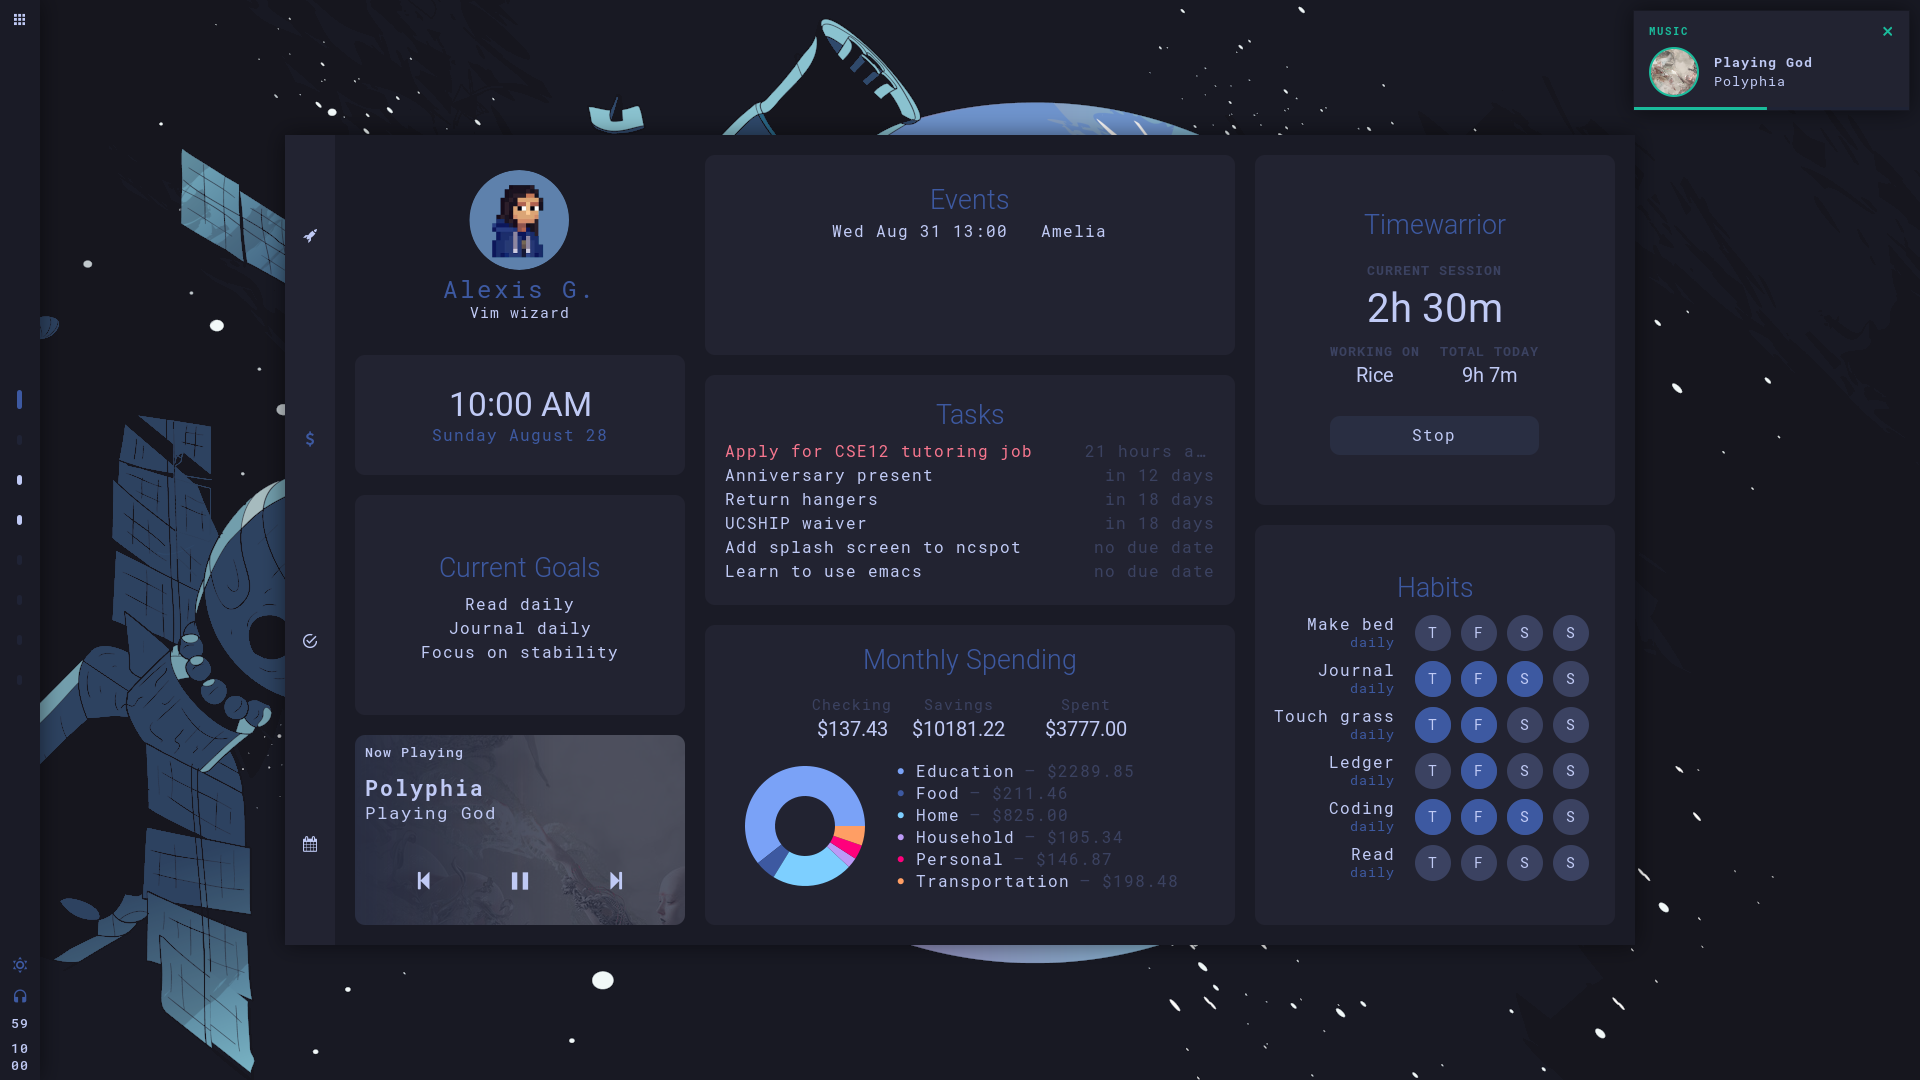 MUSIC
Playing God
Polyphia
Alexis G.
Vim wizard
10:00 AM
Sunday August 28
Current Goals
Read daily
Journal daily
Focus on stability
Now Playing
Polyphia
Playing God
Events
Wed Aug 31 13:00 Amelia
Tasks
Apply for CSE12 tutoring job 21 hours a…
Anniversary present in 12 days
Return hangers in 18 days
UCSHIP waiver in 18 days
Add splash screen to ncspot no due date
Learn to use emacs no due date
Monthly Spending
Checking Savings Spent
$137.43 $10181.22 $3777.00
• Education — $2289.85
• Food — $211.46
• Home — $825.00
• Household — $105.34
• Personal — $146.87
• Transportation — $198.48
Timewarrior
CURRENT SESSION
2h 30m
WORKING ON TOTAL TODAY
Rice 9h 7m
Stop
Habits
Make bed T F S S
daily
Journal T F S S
daily
Touch grass T F S S
daily
Ledger T F S S
daily
Coding T F S S
daily
Read T F S S
daily
59
10
00